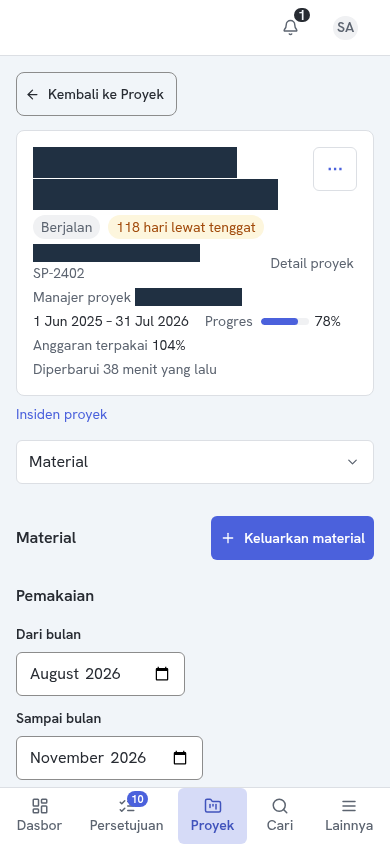 1
SA
Kembali ke Proyek
...
Berjalan
118 hari lewat tenggat
SP-2402
Detail proyek
Manajer proyek
1 Jun 2025 – 31 Jul 2026
Progres
78%
Anggaran terpakai 104%
Diperbarui 38 menit yang lalu
Insiden proyek
Material
Material
Keluarkan material
Pemakaian
Dari bulan
August 2026
Sampai bulan
November 2026
10
Dasbor
Persetujuan
Proyek
Cari
Lainnya